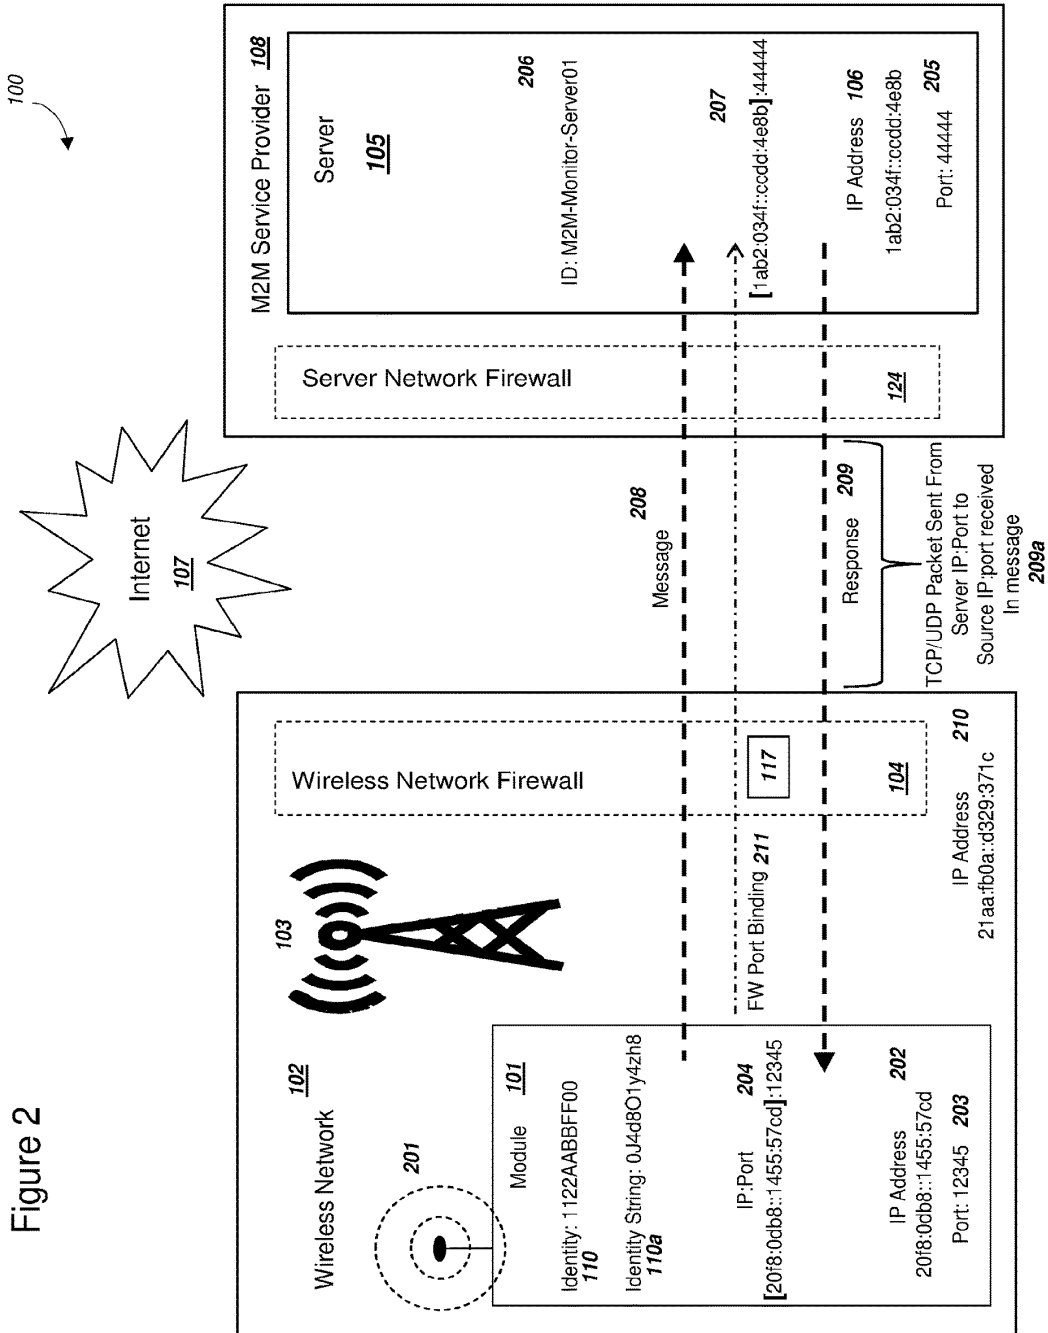 Figure 2
100
Internet
107
Wireless Network
102
201
103
Module
101
Identity: 1122AABBFF00
110
Identity String: 0J4d8O1y4zh8
110a
IP:Port
204
[20f8:0db8::1455:57cd]:12345
IP Address
202
20f8:0db8::1455:57cd
Port: 12345 203
Wireless Network Firewall
117
104
FW Port Binding 211
IP Address
210
21aa:fb0a::d329:371c
Message
208
Response
209
TCP/UDP Packet Sent From
Server IP:Port to
Source IP:port received
In message
209a
M2M Service Provider 108
Server Network Firewall
124
Server
105
206
ID: M2M-Monitor-Server01
207
[1ab2:034f::ccdd:4e8b]:44444
IP Address 106
1ab2:034f::ccdd:4e8b
205
Port: 44444